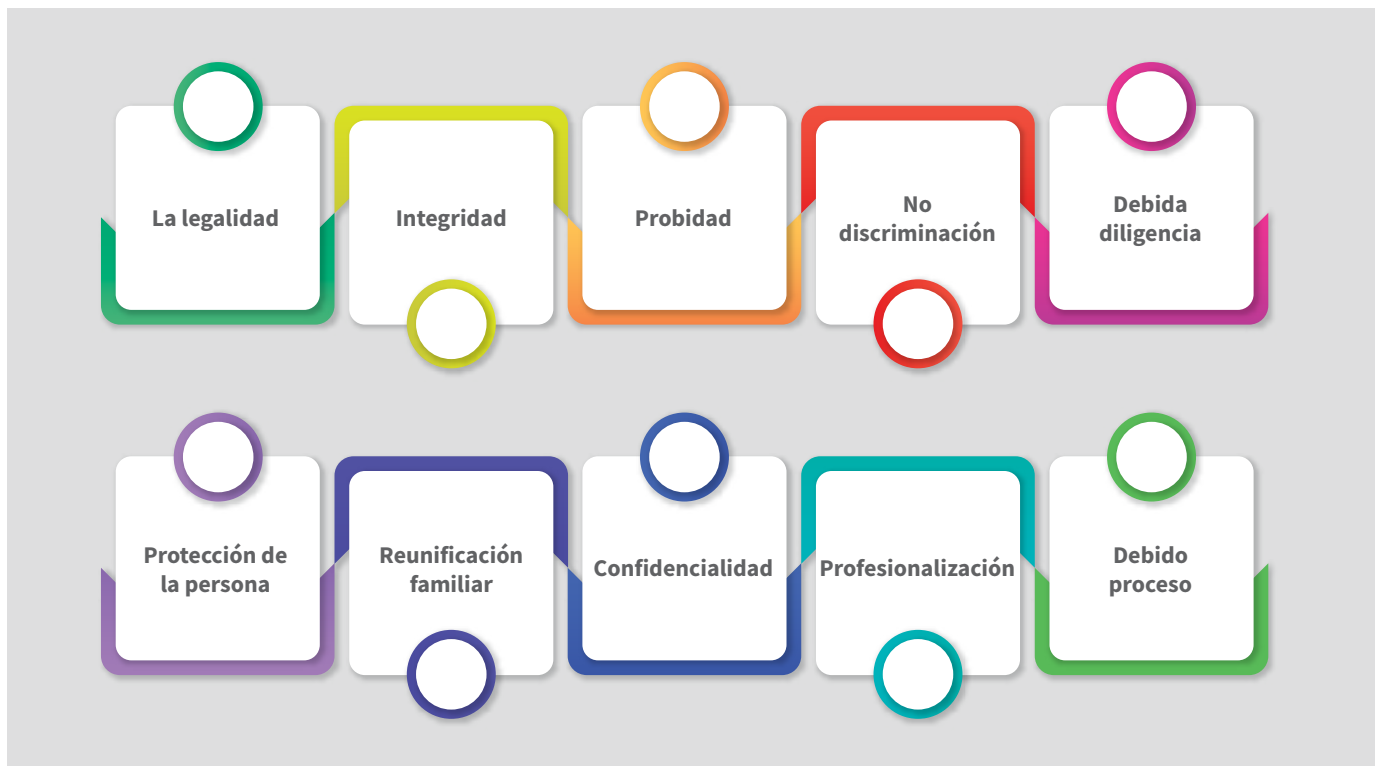 La legalidad
Integridad
Probidad
No
discriminación
Debida
diligencia
Protección de
la persona
Reunificación
familiar
Confidencialidad
Profesionalización
Debido
proceso